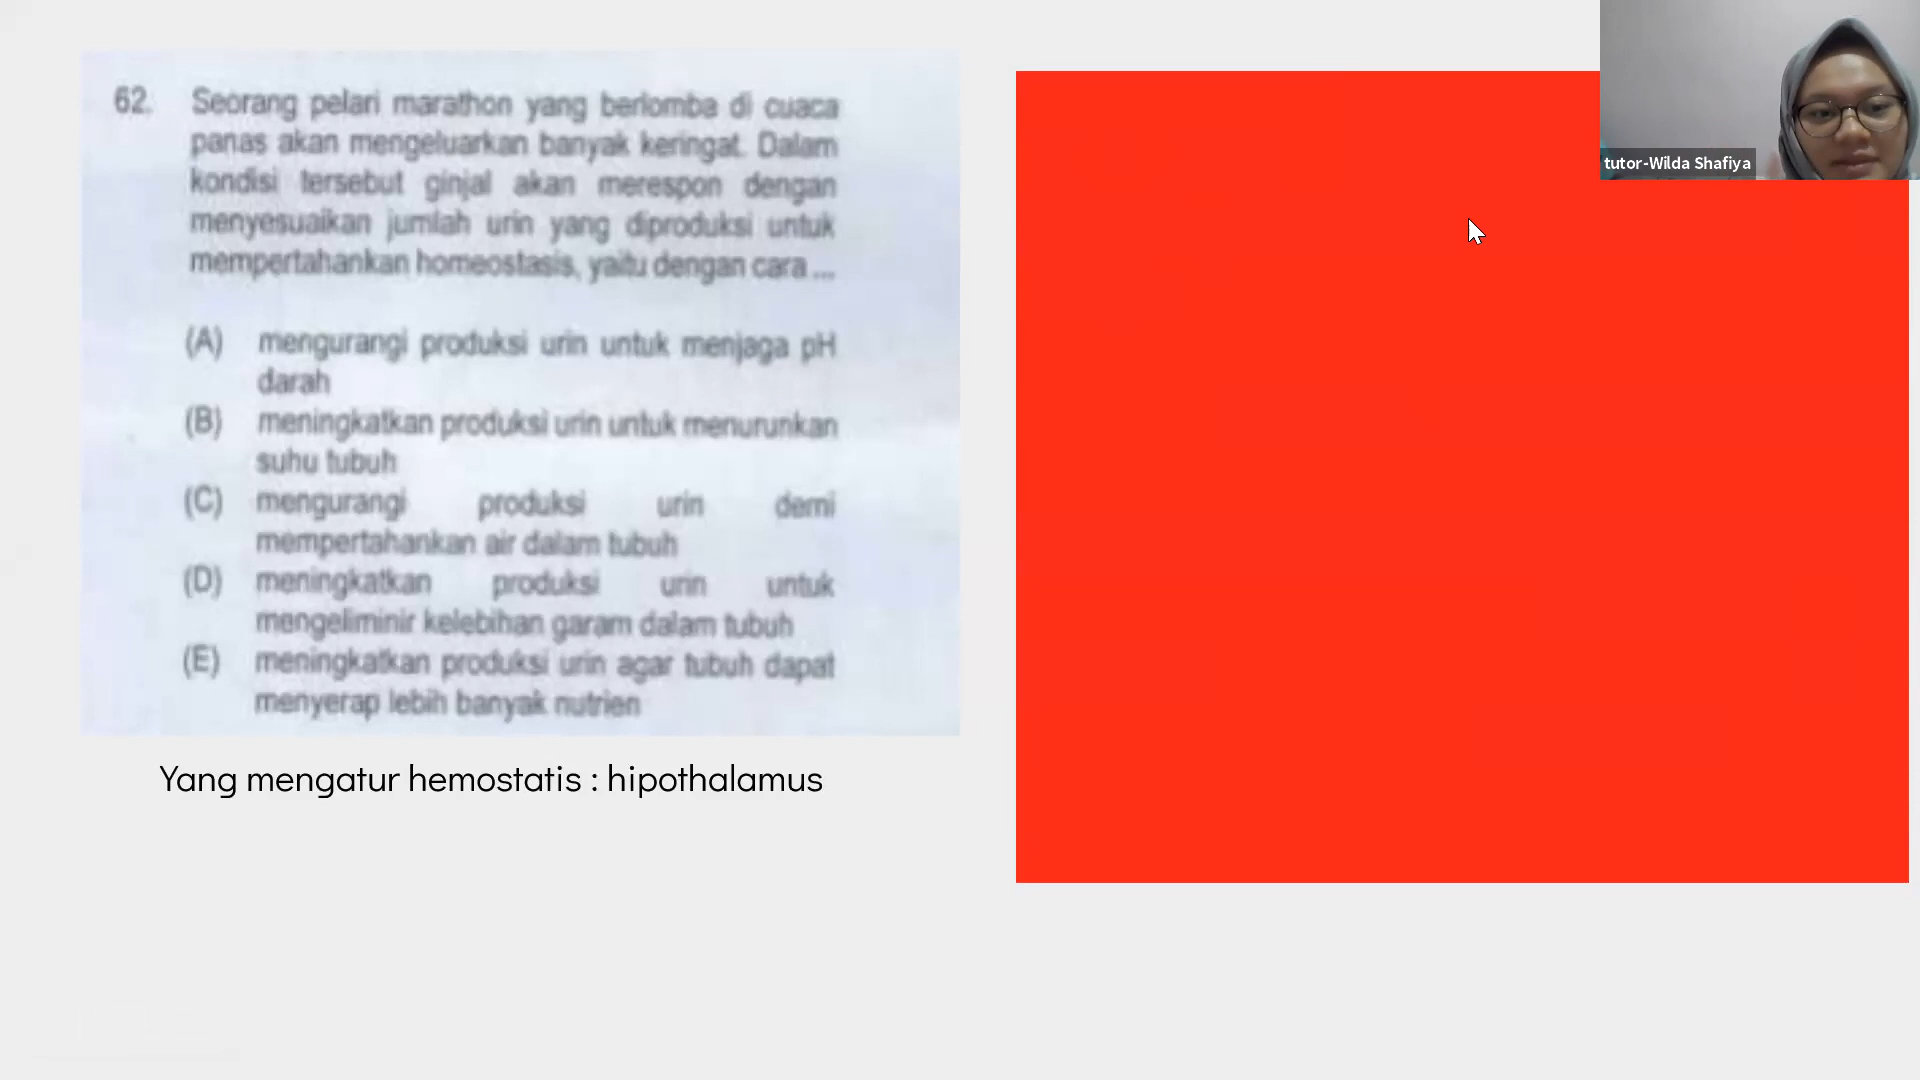 62. Seorang pelari marathon yang berlomba di cuaca
panas akan mengeluarkan banyak keringat. Dalam
kondisi tersebut ginjal akan merespon dengan
menyesuaikan jumlah urin yang diproduksi untuk
mempertahankan homeostasis, yaitu dengan cara ...
(A) mengurangi produksi urin untuk menjaga pH
darah
(B) meningkatkan produksi urin untuk menurunkan
suhu tubuh
(C) mengurangi produksi urin demi
mempertahankan air dalam tubuh
(D) meningkatkan produksi urin untuk
mengeliminir kelebihan garam dalam tubuh
(E) meningkatkan produksi urin agar tubuh dapat
menyerap lebih banyak nutrien
Yang mengatur hemostatis : hipothalamus
tutor-Wilda Shafiya